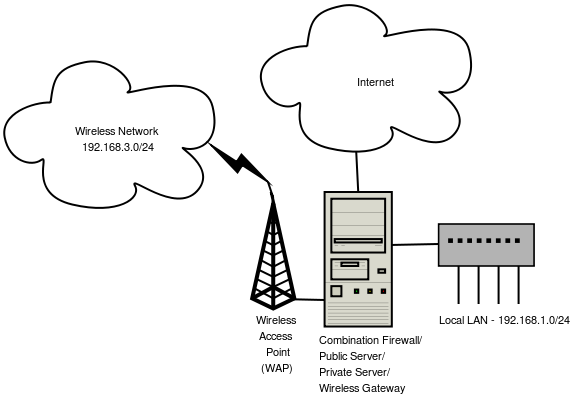 Internet
Wireless Network
192.168.3.0/24
Wireless
Access
Point
(WAP)
Combination Firewall/
Public Server/
Private Server/
Wireless Gateway
Local LAN - 192.168.1.0/24